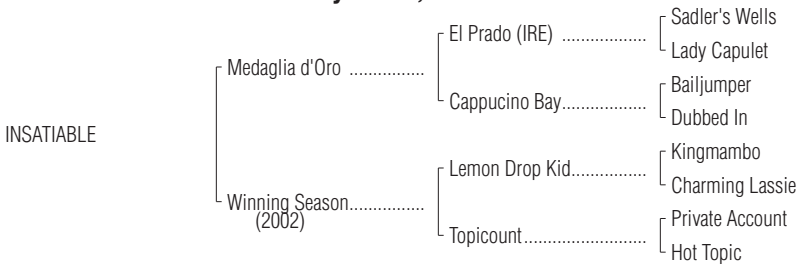 Sadler's Wells
El Prado (IRE) .................
Lady Capulet
Medaglia d'Oro ................
Bailjumper
Cappucino Bay.................
Dubbed In
INSATIABLE
Kingmambo
Lemon Drop Kid...............
Charming Lassie
Winning Season................
(2002)
Private Account
Topicount........................
Hot Topic